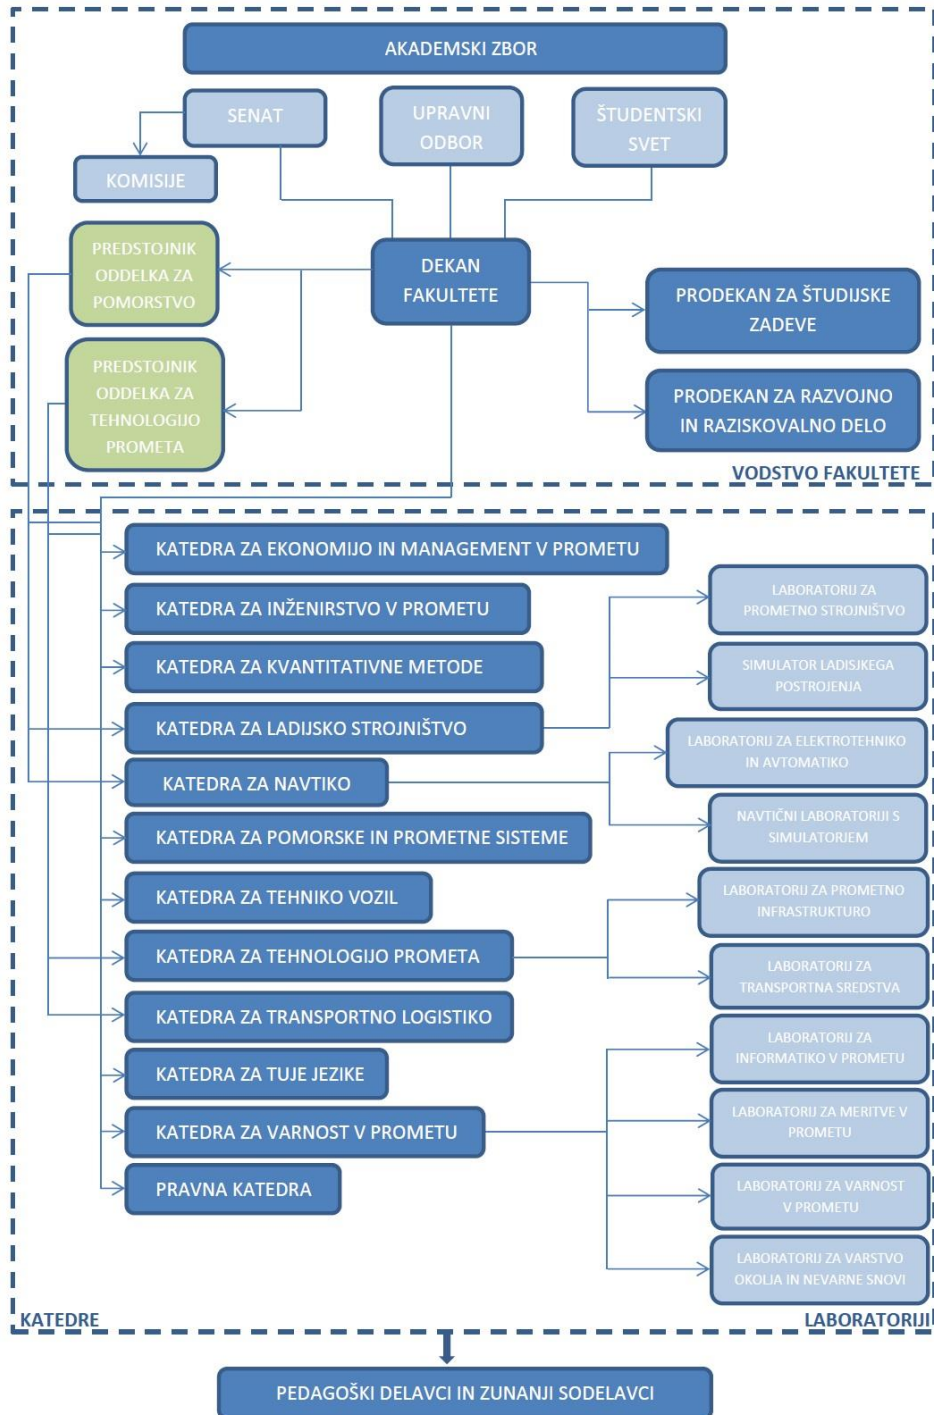 AKADEMSKI ZBOR
SENAT
UPRAVNI
ODBOR
ŠTUDENTSKI
SVET
KOMISIJE
PREDSTOJNIK
ODDELKA ZA
POMORSTVO
DEKAN
FAKULTETE
PRODEKAN ZA ŠTUDIJSKE
ZADEVE
PREDSTOJNIK
ODDELKA ZA
TEHNOLOGIJO
PROMETA
PRODEKAN ZA RAZVOJNO
IN RAZISKOVALNO DELO
VODSTVO FAKULTETE
KATEDRA ZA EKONOMIJO IN MANAGEMENT V PROMETU
KATEDRA ZA INŽENIRSTVO V PROMETU
KATEDRA ZA KVANTITATIVNE METODE
KATEDRA ZA LADIJSKO STROJNIŠTVO
KATEDRA ZA NAVTIKO
KATEDRA ZA POMORSKE IN PROMETNE SISTEME
KATEDRA ZA TEHNIKO VOZIL
KATEDRA ZA TEHNOLOGIJO PROMETA
KATEDRA ZA TRANSPORTNO LOGISTIKO
KATEDRA ZA TUJE JEZIKE
KATEDRA ZA VARNOST V PROMETU
PRAVNA KATEDRA
LABORATORIJ ZA
PROMETNO STROJNIŠTVO
SIMULATOR LADISJKEGA
POSTROJENJA
LABORATORIJ ZA ELEKTROTEHNIKO
IN AVTOMATIKO
NAVTIČNI LABORATORIJI S
SIMULATORJEM
LABORATORIJ ZA PROMETNO
INFRASTRUKTURO
LABORATORIJ ZA
TRANSPORTNA SREDSTVA
LABORATORIJ ZA
INFORMATIKO V PROMETU
LABORATORIJ ZA MERITVE V
PROMETU
LABORATORIJ ZA VARNOST
V PROMETU
LABORATORIJ ZA VARSTVO
OKOLJA IN NEVARNE SNOVI
KATEDRE
LABORATORIJI
PEDAGOŠKI DELAVCI IN ZUNANJI SODELAVCI